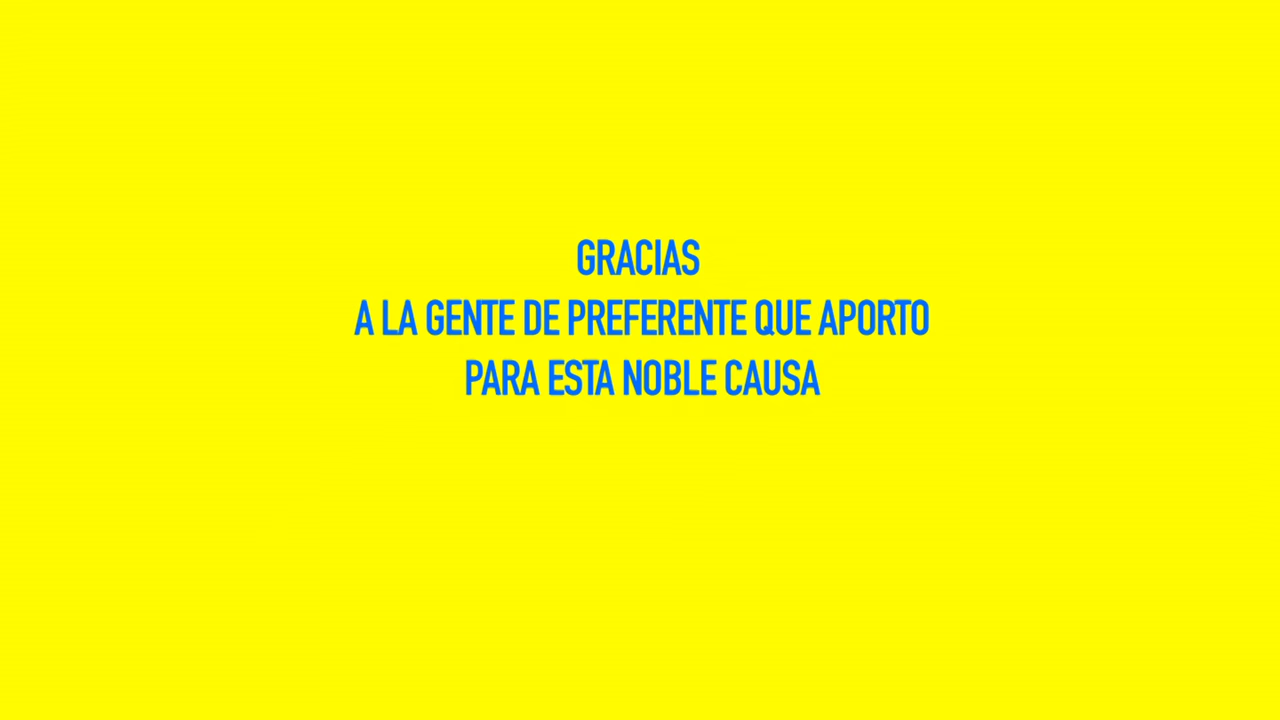 GRACIAS
A LA GENTE DE PREFERENTE QUE APORTO
PARA ESTA NOBLE CAUSA